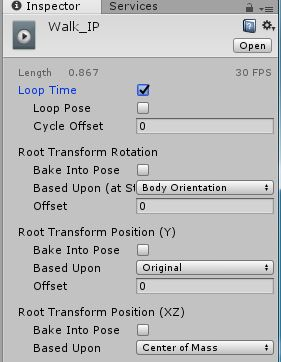 Inspector
Services
Walk_IP
Open
Length 0.867 30 FPS
Loop Time
Loop Pose
Cycle Offset 0
Root Transform Rotation
Bake Into Pose
Based Upon (at St Body Orientation
Offset 0
Root Transform Position (Y)
Bake Into Pose
Based Upon Original
Offset 0
Root Transform Position (XZ)
Bake Into Pose
Based Upon Center of Mass